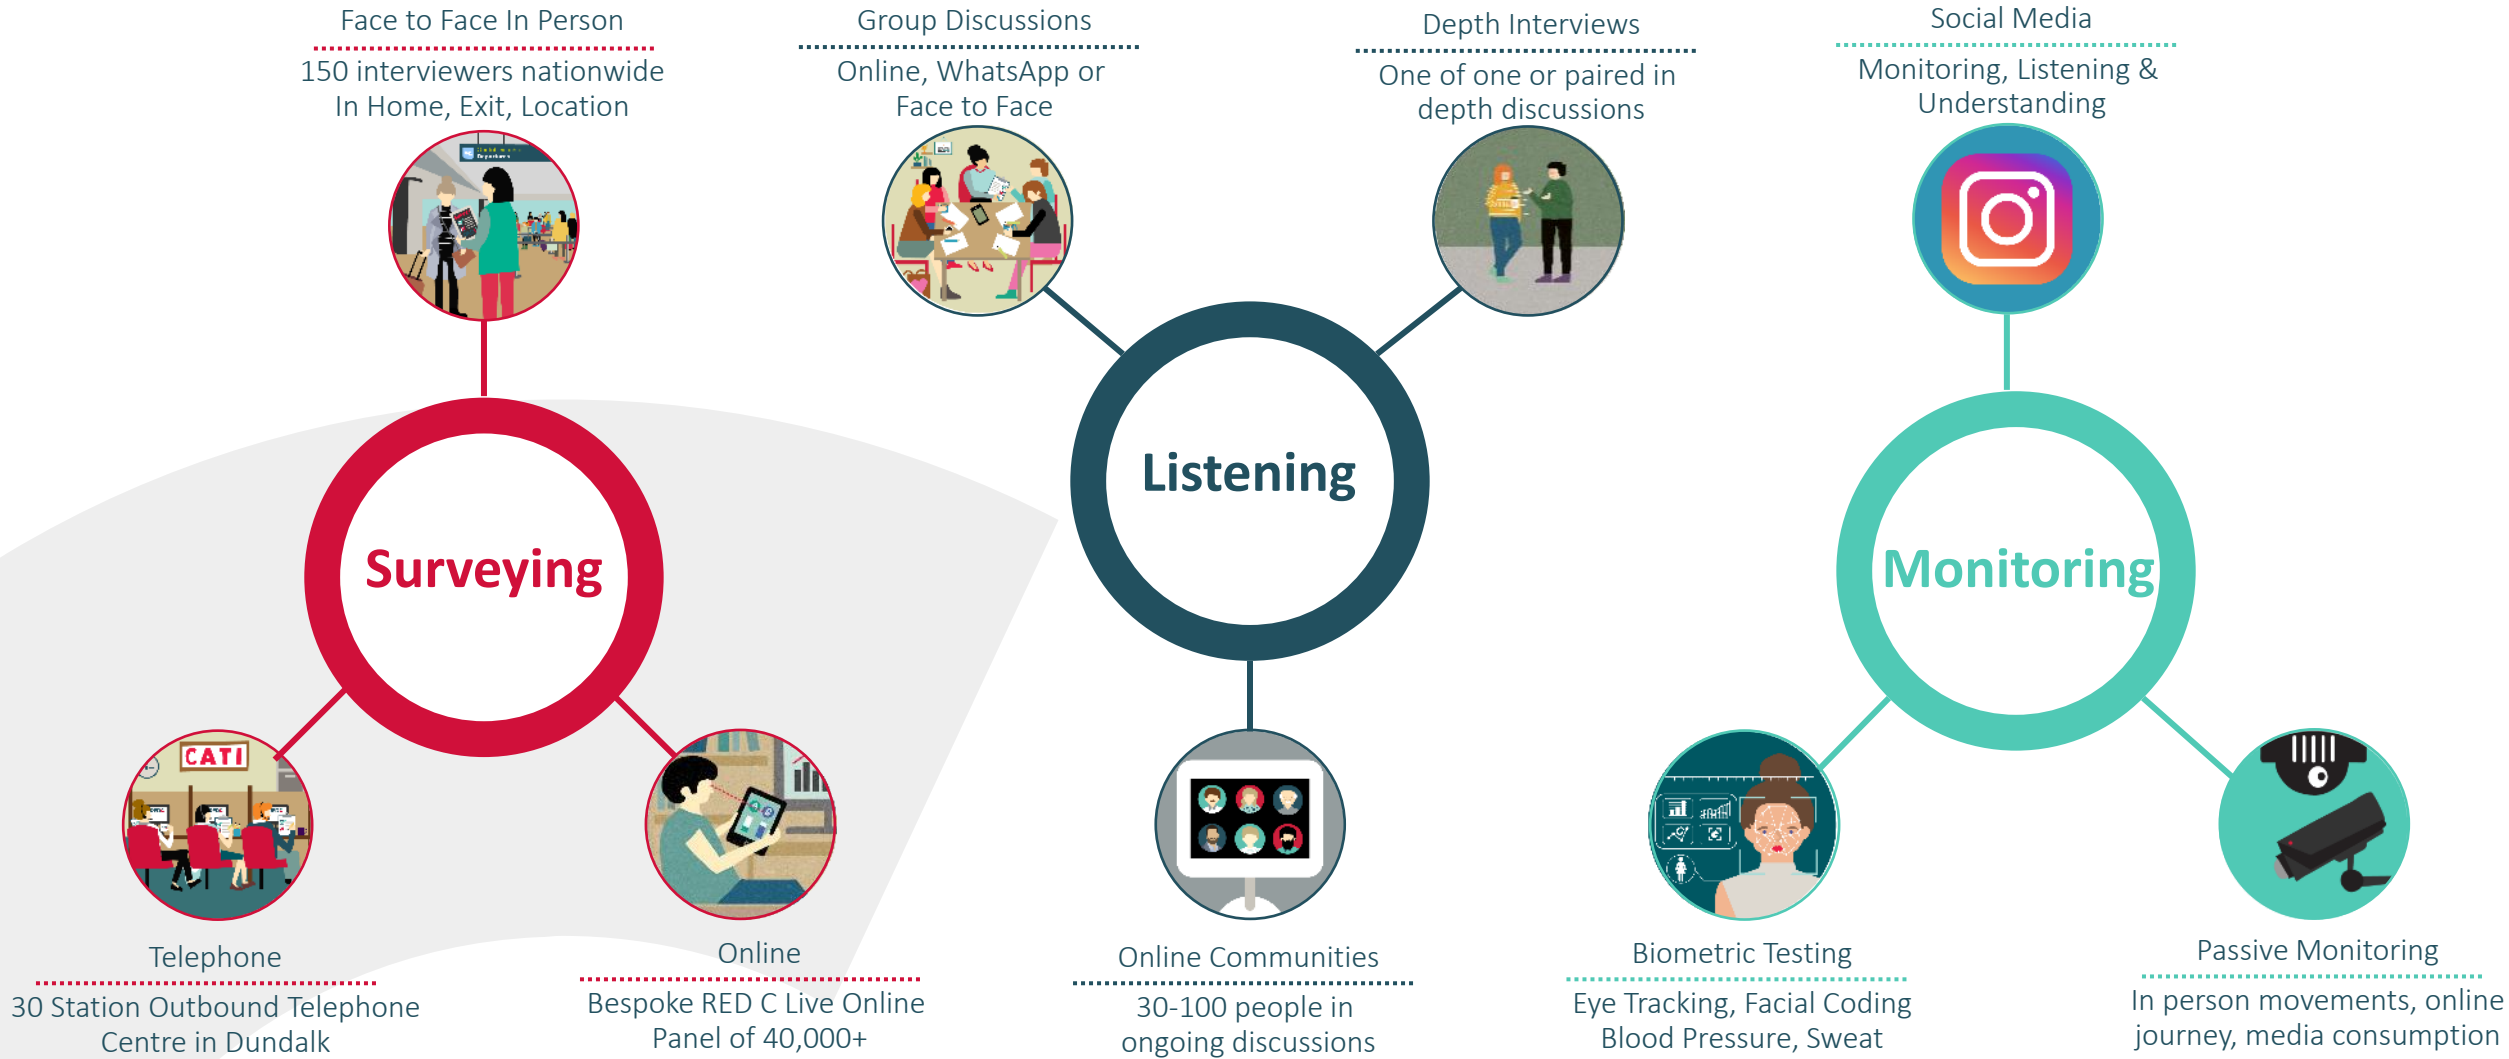 Face to Face In Person
150 interviewers nationwide
In Home, Exit, Location
Group Discussions
Online, WhatsApp or
Face to Face
Depth Interviews
One of one or paired in
depth discussions
Social Media
Monitoring, Listening &
Understanding
Surveying
Listening
Monitoring
CATI
Telephone
30 Station Outbound Telephone
Centre in Dundalk
Online
Bespoke RED C Live Online
Panel of 40,000+
Online Communities
30-100 people in
ongoing discussions
Biometric Testing
Eye Tracking, Facial Coding
Blood Pressure, Sweat
Passive Monitoring
In person movements, online
journey, media consumption